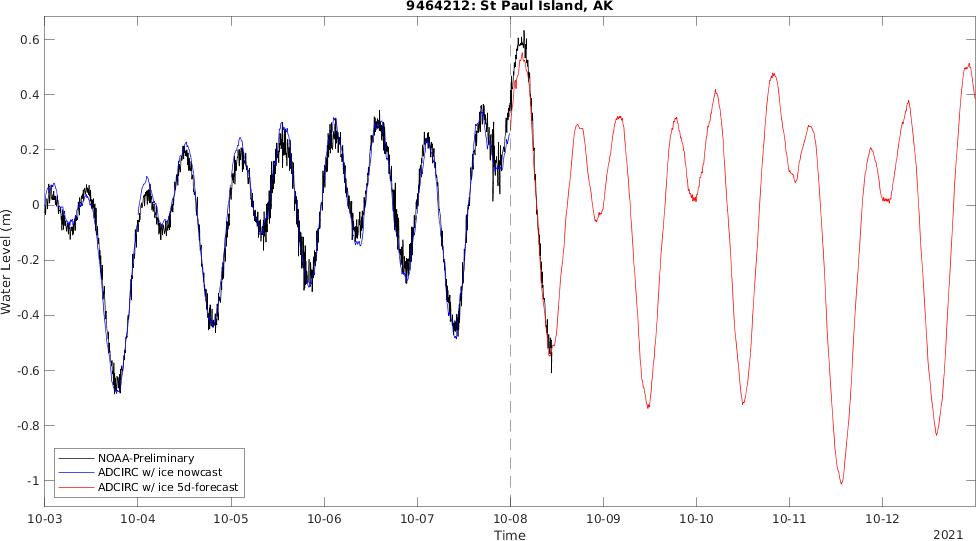 9464212: St Paul Island, AK
0.6
0.4
0.2
0
-0.2
-0.4
-0.6
-0.8
-1
Water Level (m)
NOAA-Preliminary
ADCIRC w/ ice nowcast
ADCIRC w/ ice 5d-forecast
10-03 10-04 10-05 10-06 10-07 10-08 10-09 10-10 10-11 10-12
Time
2021